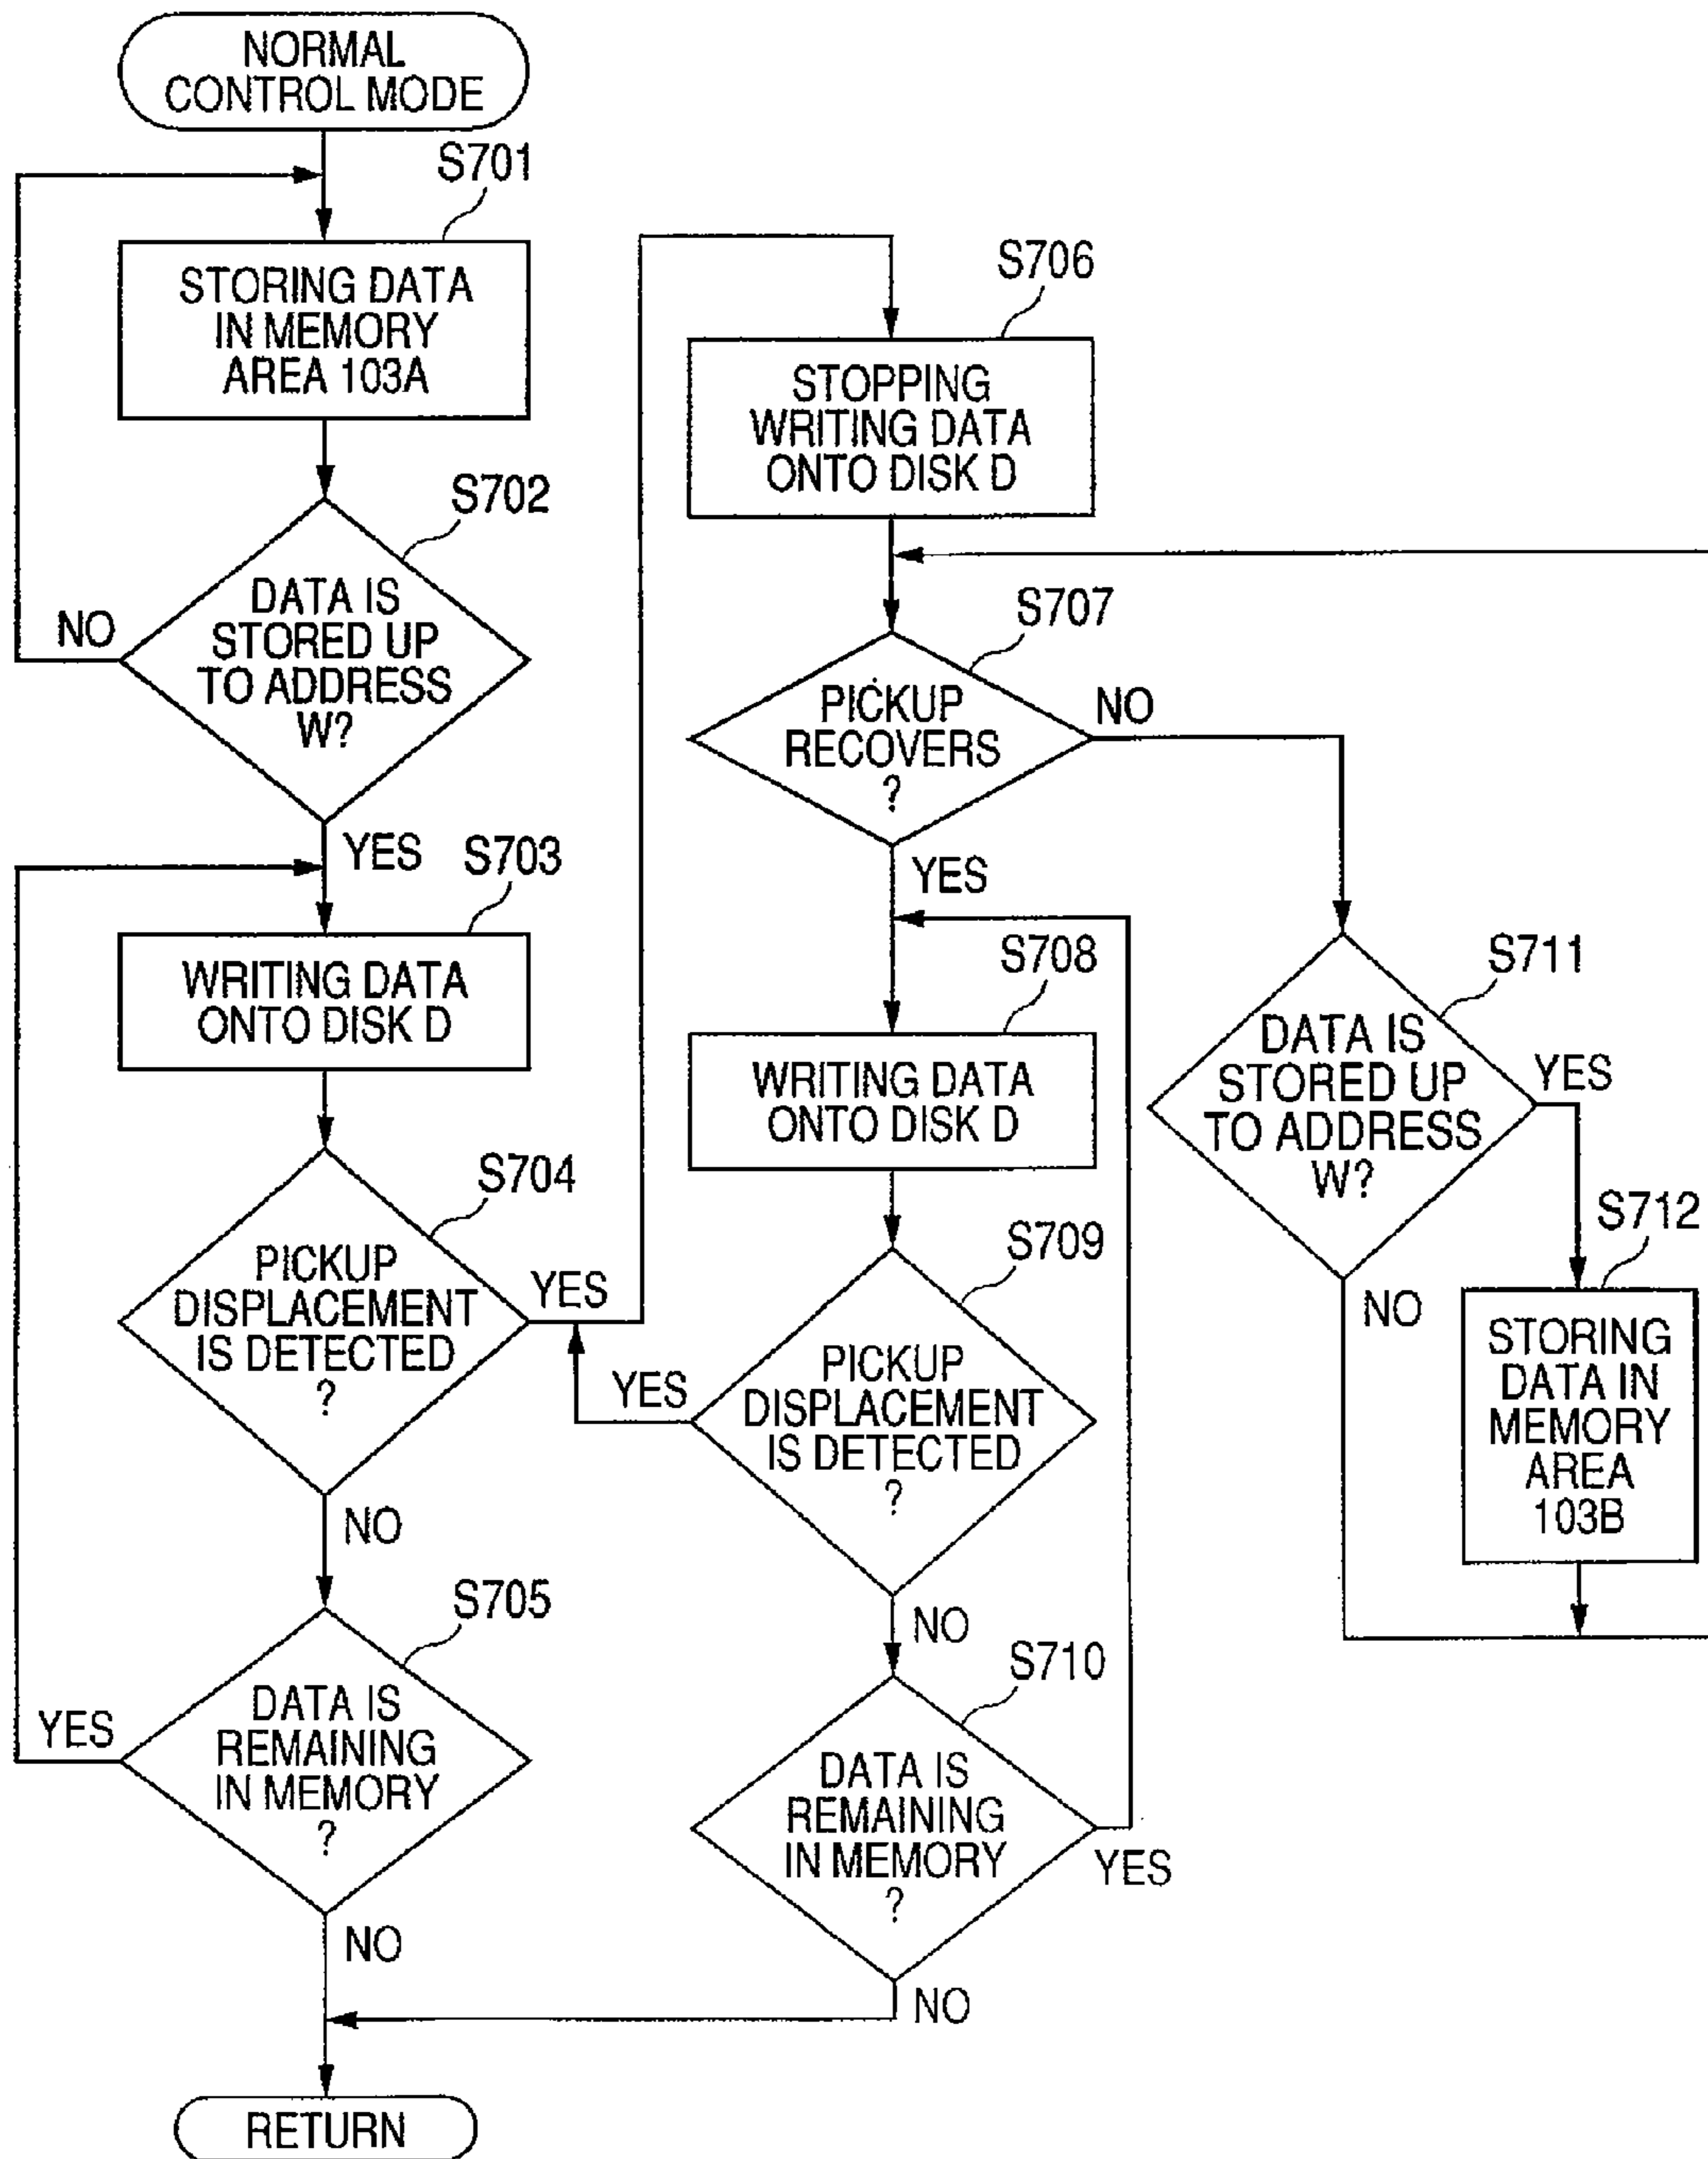 NORMAL
CONTROL MODE
S701
STORING DATA
IN MEMORY
AREA 103A
S702
DATA IS
STORED UP
TO ADDRESS
W?
NO
YES
S703
WRITING DATA
ONTO DISK D
S704
PICKUP
DISPLACEMENT
IS DETECTED
?
YES
NO
S705
DATA IS
REMAINING
IN MEMORY
?
YES
NO
RETURN
S706
STOPPING
WRITING DATA
ONTO DISK D
S707
PICKUP
RECOVERS
?
NO
YES
S708
WRITING DATA
ONTO DISK D
S709
PICKUP
DISPLACEMENT
IS DETECTED
?
YES
NO
S710
DATA IS
REMAINING
IN MEMORY
?
YES
NO
S711
DATA IS
STORED UP
TO ADDRESS
W?
YES
NO
S712
STORING
DATA IN
MEMORY
AREA
103B